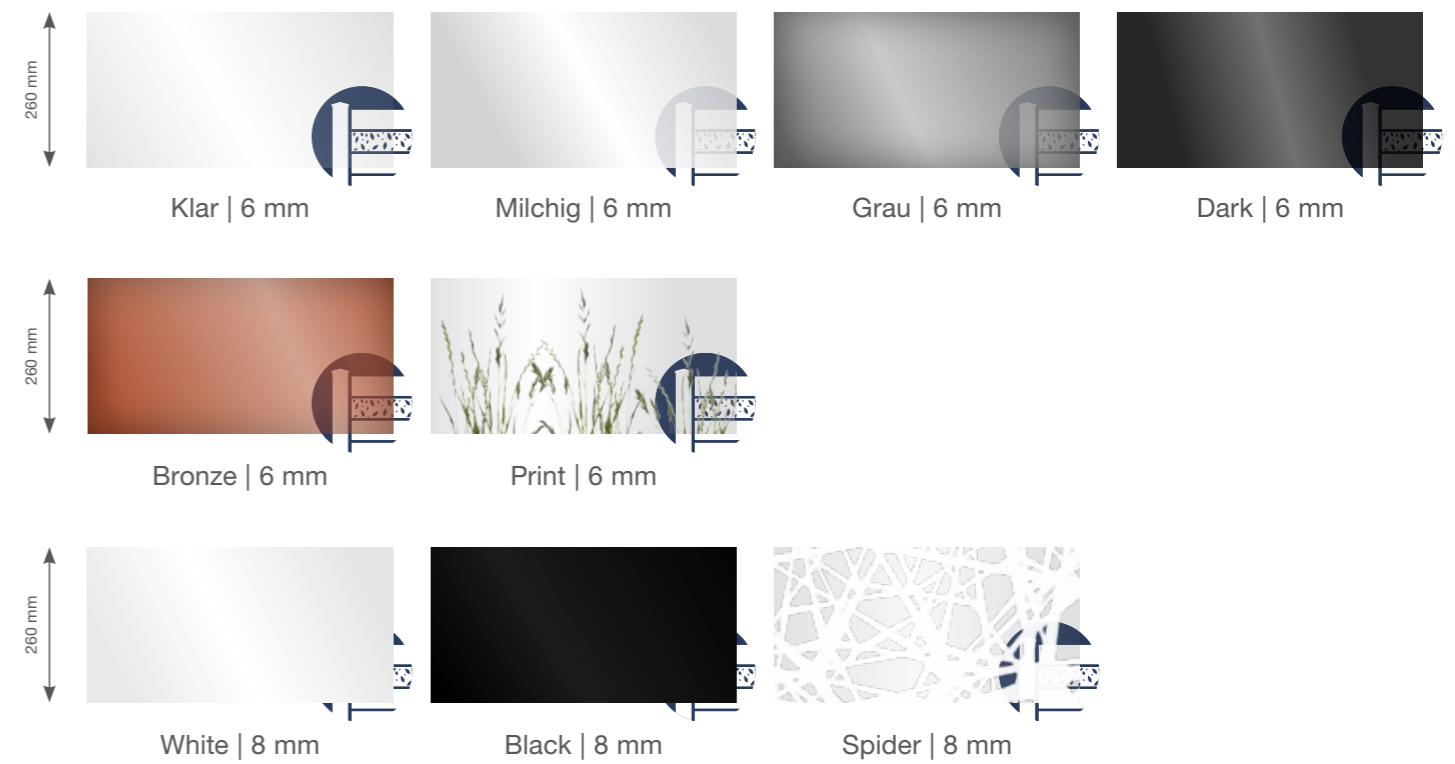 260 mm
Klar | 6 mm
Milchig | 6 mm
Grau | 6 mm
Dark | 6 mm
260 mm
Bronze | 6 mm
Print | 6 mm
260 mm
White | 8 mm
Black | 8 mm
Spider | 8 mm